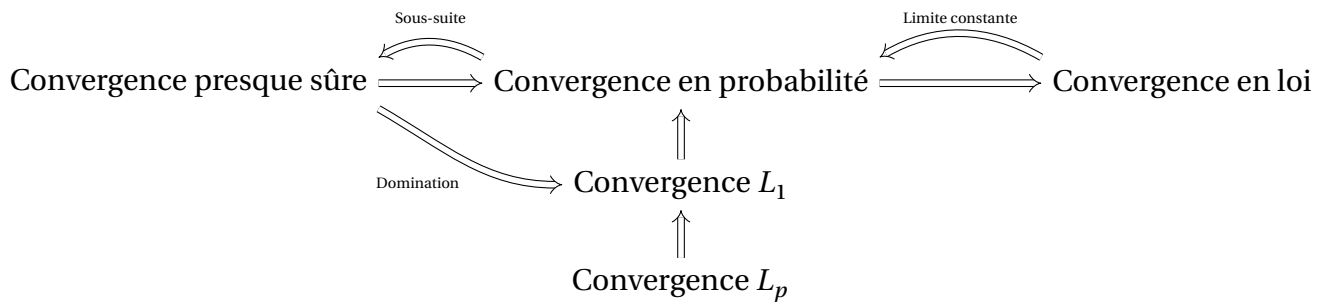 Sous-suite
Limite constante
Convergence presque sûre
Convergence en probabilité
Convergence en loi
Domination
Convergence L₁
Convergence Lₚ